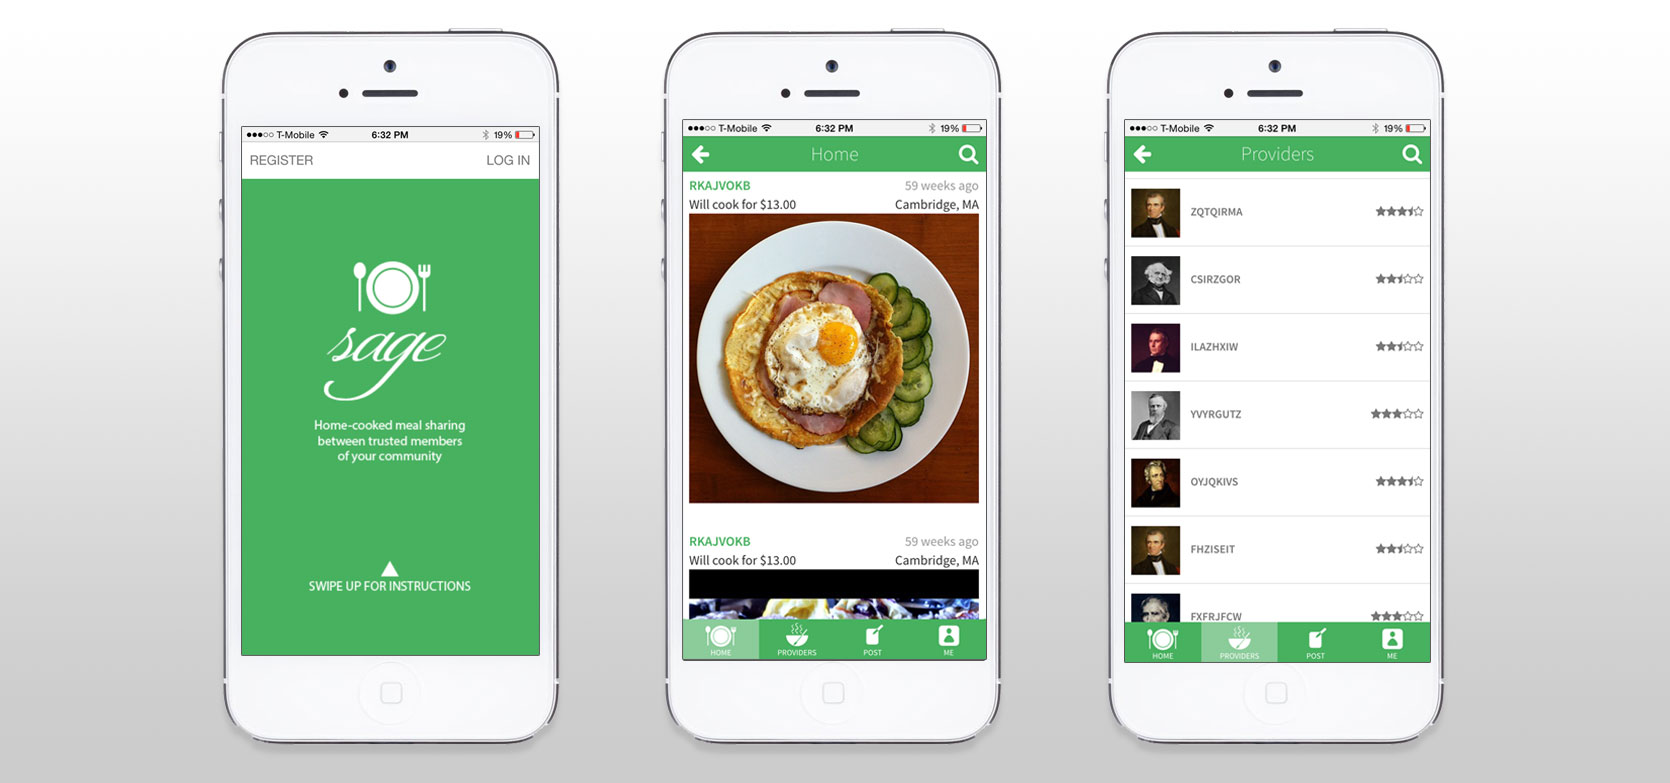 T-Mobile 6:32 PM 19%
REGISTER LOG IN
sage
Home-cooked meal sharing
between trusted members
of your community
SWIPE UP FOR INSTRUCTIONS
T-Mobile 6:32 PM 19%
Home
RKAJVOKB 59 weeks ago
Will cook for $13.00 Cambridge, MA
RKAJVOKB 59 weeks ago
Will cook for $13.00 Cambridge, MA
HOME PROVIDERS POST ME
T-Mobile 6:32 PM 19%
Providers
ZQTQIRMA
CSIRZGOR
ILAZHXIW
YVYRGUTZ
OYJQKIVS
FHZISEIT
FXFRJFCW
HOME PROVIDERS POST ME